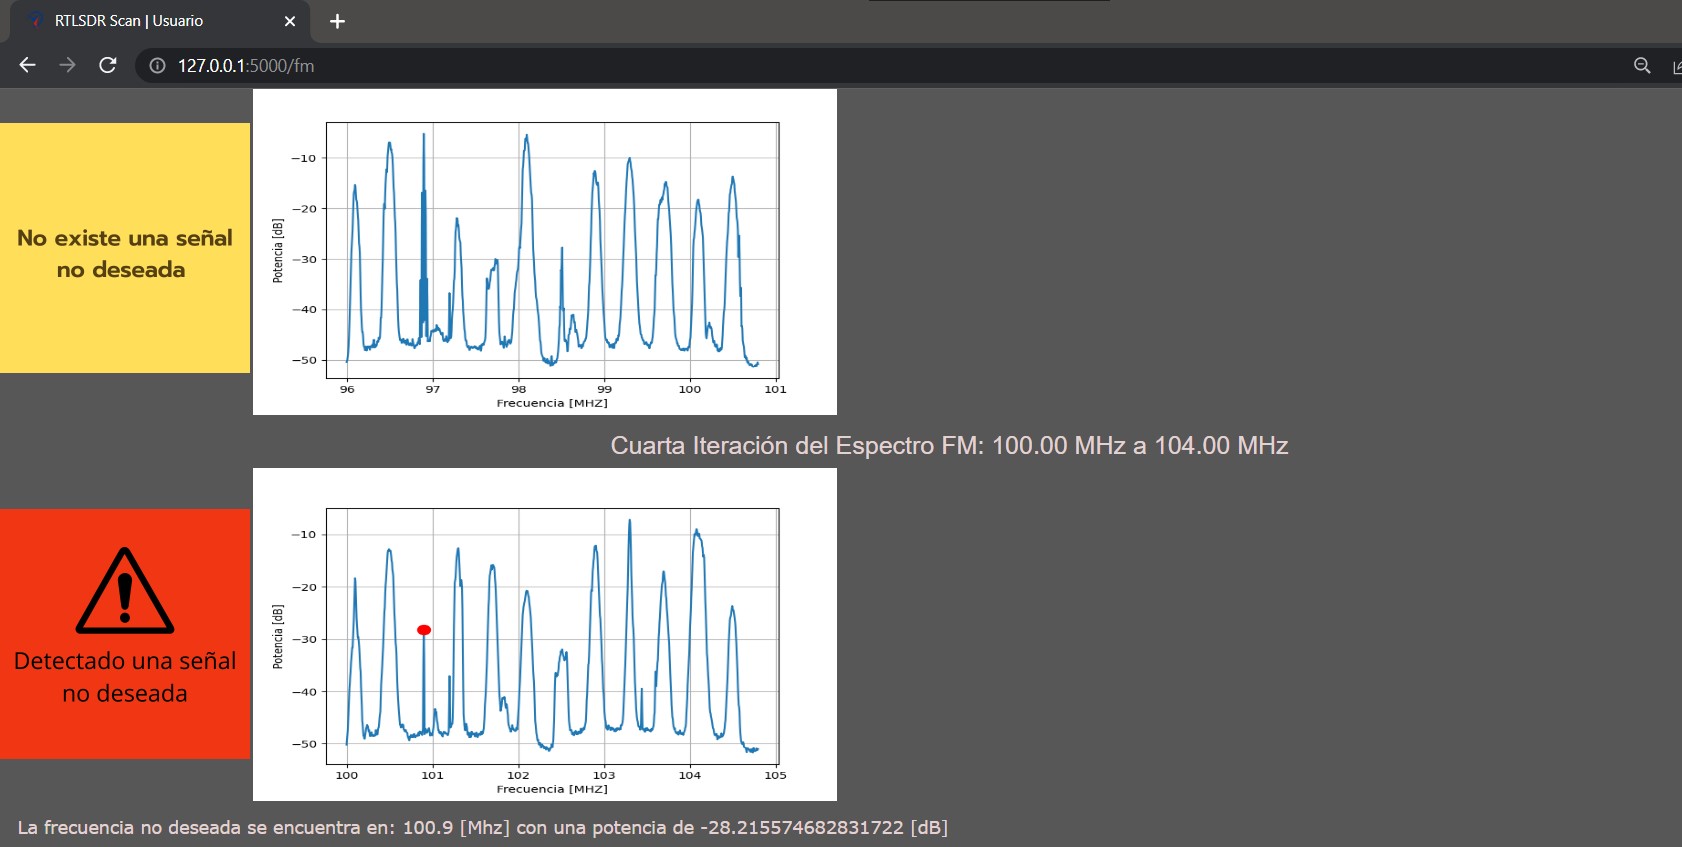 RTLSDR Scan | Usuario
127.0.0.1:5000/fm
No existe una señal
no deseada
Potencia [dB]
−10
−20
−30
−40
−50
96 97 98 99 100 101
Frecuencia [MHZ]
Cuarta Iteración del Espectro FM: 100.00 MHz a 104.00 MHz
Detectado una señal
no deseada
Potencia [dB]
−10
−20
−30
−40
−50
100 101 102 103 104 105
Frecuencia [MHZ]
La frecuencia no deseada se encuentra en: 100.9 [Mhz] con una potencia de -28.215574682831722 [dB]